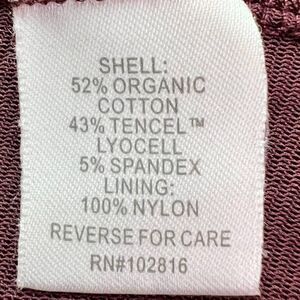 SHELL:
52% ORGANIC
COTTON
43% TENCEL™
LYOCELL
5% SPANDEX
LINING:
100% NYLON
REVERSE FOR CARE
RN#102816